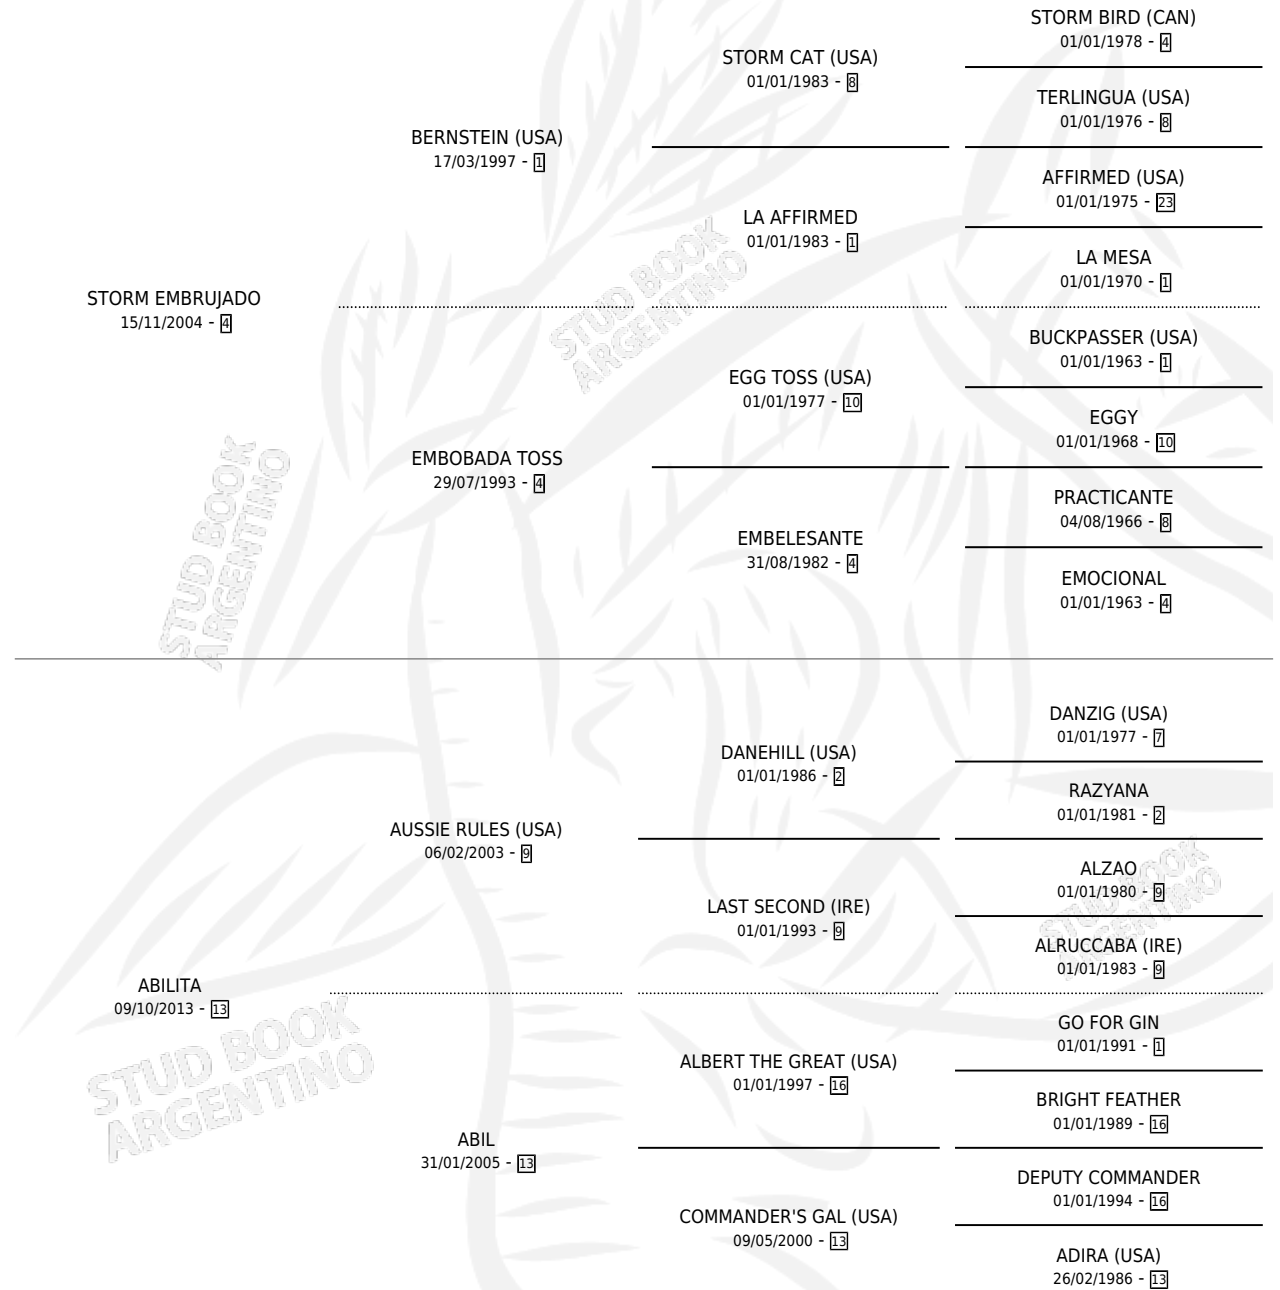 STORM BIRD (CAN)
01/01/1978 - 4
STORM CAT (USA)
01/01/1983 - 8
TERLINGUA (USA)
01/01/1976 - 8
BERNSTEIN (USA)
17/03/1997 - 1
AFFIRMED (USA)
01/01/1975 - 23
LA AFFIRMED
01/01/1983 - 1
LA MESA
01/01/1970 - 1
STORM EMBRUJADO
15/11/2004 - 4
BUCKPASSER (USA)
01/01/1963 - 1
EGG TOSS (USA)
01/01/1977 - 10
EGGY
01/01/1968 - 10
EMBOBADA TOSS
29/07/1993 - 4
PRACTICANTE
04/08/1966 - 8
EMBELESANTE
31/08/1982 - 4
EMOCIONAL
01/01/1963 - 4
DANZIG (USA)
01/01/1977 - 7
DANEHILL (USA)
01/01/1986 - 2
RAZYANA
01/01/1981 - 2
AUSSIE RULES (USA)
06/02/2003 - 9
ALZAO
01/01/1980 - 9
LAST SECOND (IRE)
01/01/1993 - 9
ALRUCCABA (IRE)
01/01/1983 - 9
ABILITA
09/10/2013 - 13
GO FOR GIN
01/01/1991 - 1
ALBERT THE GREAT (USA)
01/01/1997 - 16
BRIGHT FEATHER
01/01/1989 - 16
ABIL
31/01/2005 - 13
DEPUTY COMMANDER
01/01/1994 - 16
COMMANDER'S GAL (USA)
09/05/2000 - 13
ADIRA (USA)
26/02/1986 - 13
STUD BOOK
ARGENTINO
STUD BOOK
ARGENTINO
STUD BOOK
ARGENTINO
STUD BOOK
ARGENTINO